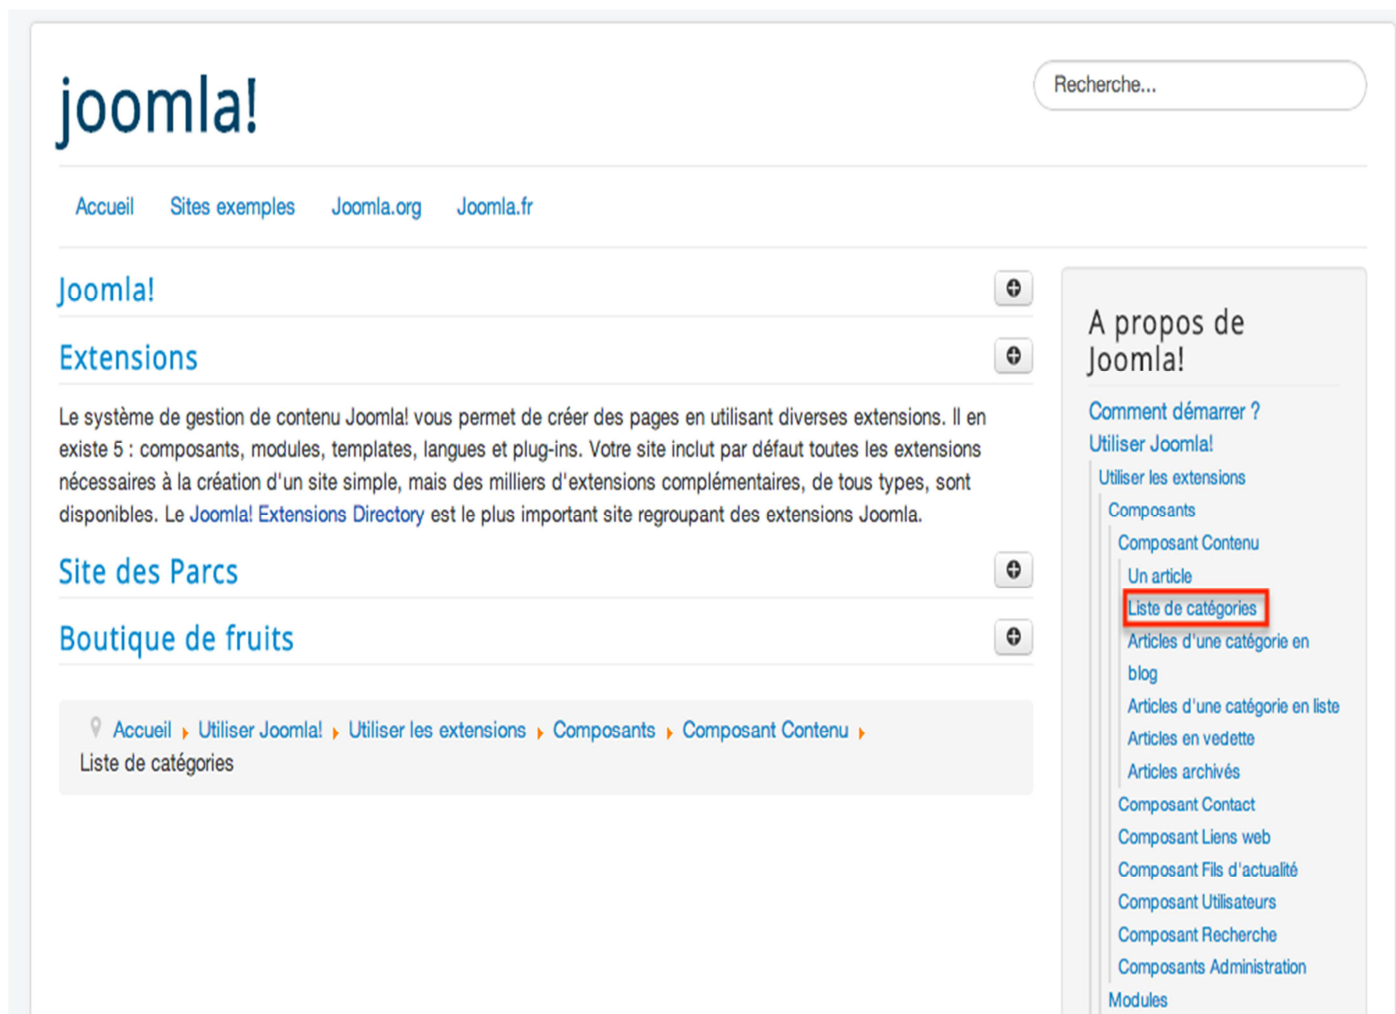 joomla!
Recherche...
Accueil Sites exemples Joomla.org Joomla.fr
Joomla!
Extensions
Le système de gestion de contenu Joomla! vous permet de créer des pages en utilisant diverses extensions. Il en
existe 5 : composants, modules, templates, langues et plug-ins. Votre site inclut par défaut toutes les extensions
nécessaires à la création d'un site simple, mais des milliers d'extensions complémentaires, de tous types, sont
disponibles. Le Joomla! Extensions Directory est le plus important site regroupant des extensions Joomla.
Site des Parcs
Boutique de fruits
Accueil Utiliser Joomla! Utiliser les extensions Composants Composant Contenu
Liste de catégories
A propos de
Joomla!
Comment démarrer ?
Utiliser Joomla!
Utiliser les extensions
Composants
Composant Contenu
Un article
Liste de catégories
Articles d'une catégorie en
blog
Articles d'une catégorie en liste
Articles en vedette
Articles archivés
Composant Contact
Composant Liens web
Composant Fils d'actualité
Composant Utilisateurs
Composant Recherche
Composants Administration
Modules